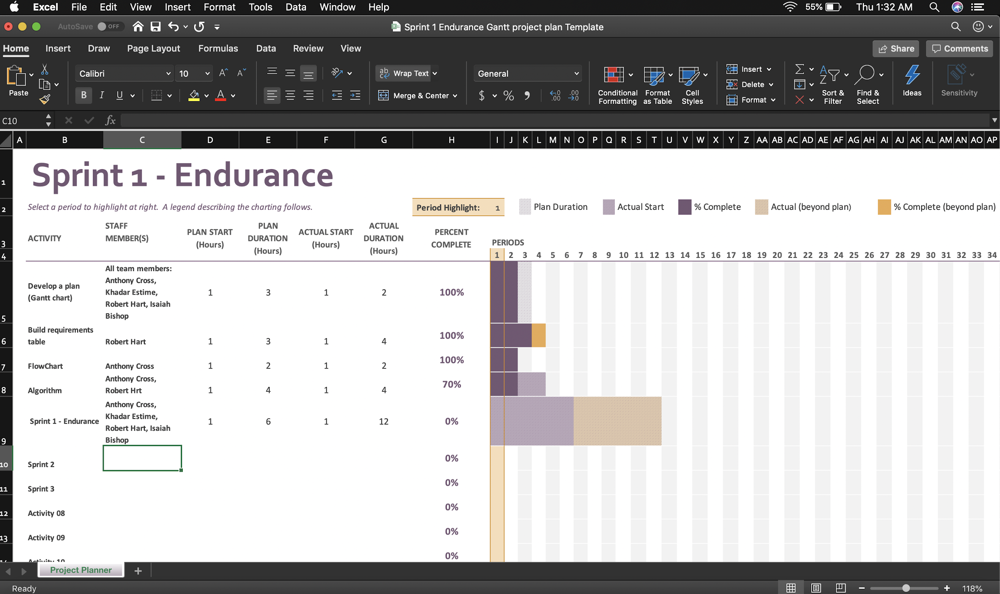 Excel File Edit View Insert Format Tools Data Window Help 55% Thu 1:32 AM
AutoSave OFF Sprint 1 Endurance Gantt project plan Template
Home Insert Draw Page Layout Formulas Data Review View Share Comments
Paste Calibri 10 A A ab Wrap Text General Insert Σ A Z
B I U A Merge & Center $ % , .00 .00 Conditional Formatting Format as Table Cell Styles Delete Format Sort & Filter Find & Select Ideas Sensitivity
C10 fx
A B C D E F G H I J K L M N O P Q R S T U V W X Y Z AA AB AC AD AE AF AG AH AI AJ AK AL AM AN AO AP
1 Sprint 1 - Endurance
2 Select a period to highlight at right. A legend describing the charting follows. Period Highlight: 1 Plan Duration Actual Start % Complete Actual (beyond plan) % Complete (beyond plan)
3 ACTIVITY STAFF MEMBER(S) PLAN START (Hours) PLAN DURATION (Hours) ACTUAL START (Hours) ACTUAL DURATION (Hours) PERCENT COMPLETE PERIODS
4 1 2 3 4 5 6 7 8 9 10 11 12 13 14 15 16 17 18 19 20 21 22 23 24 25 26 27 28 29 30 31 32 33 34
5 Develop a plan (Gantt chart) All team members: Anthony Cross, Khadar Estime, Robert Hart, Isaiah Bishop 1 3 1 2 100%
6 Build requirements table Robert Hart 1 3 1 4 100%
7 FlowChart Anthony Cross 1 2 1 2 100%
8 Algorithm Anthony Cross, Robert Hrt 1 4 1 4 70%
9 Sprint 1 - Endurance Anthony Cross, Khadar Estime, Robert Hart, Isaiah Bishop 1 6 1 12 0%
10 Sprint 2 0%
11 Sprint 3 0%
12 Activity 08 0%
13 Activity 09 0%
Activity 10 0%
Project Planner +
Ready 118%